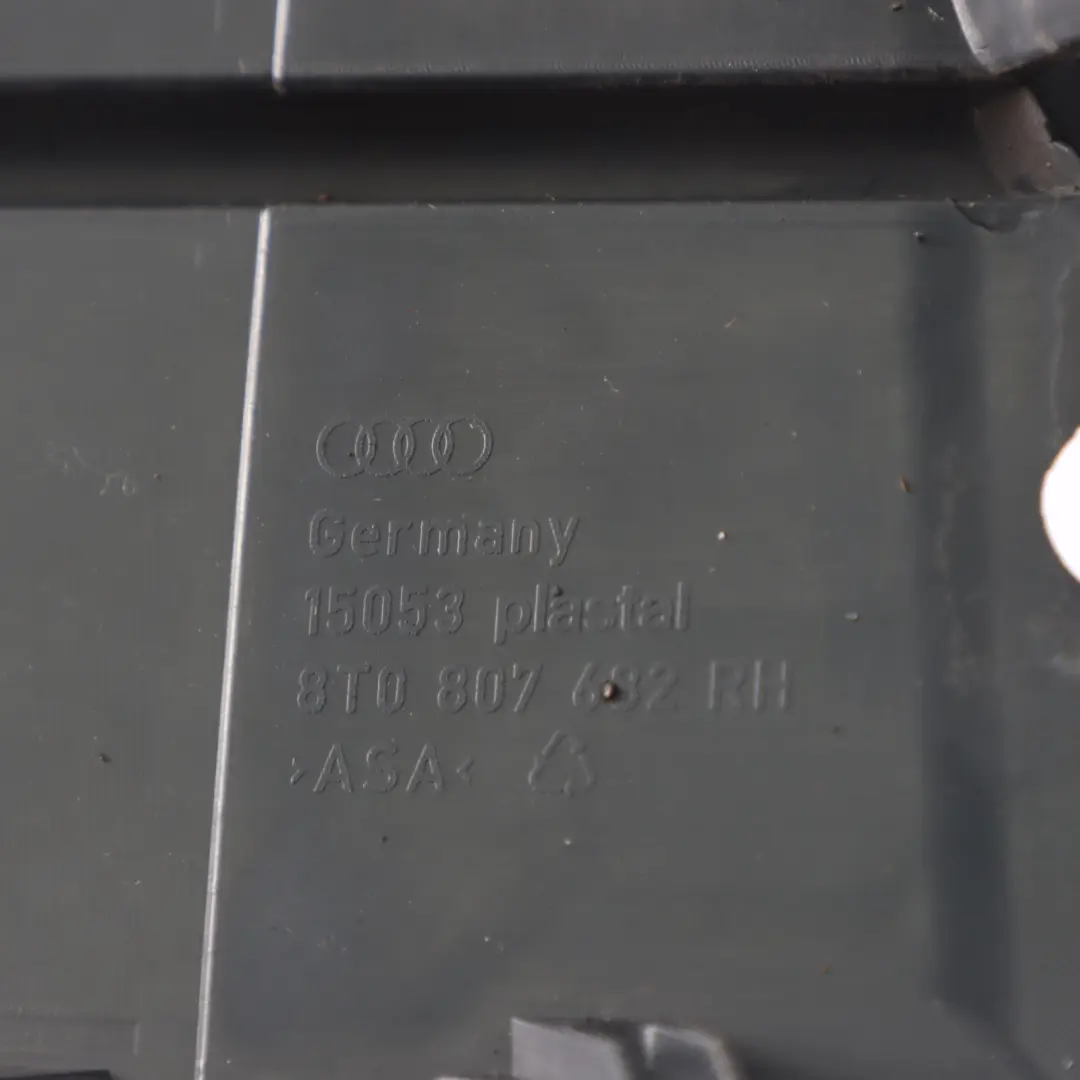 Germany
15053 plastal
8T0 807 682 RH
>ASA<